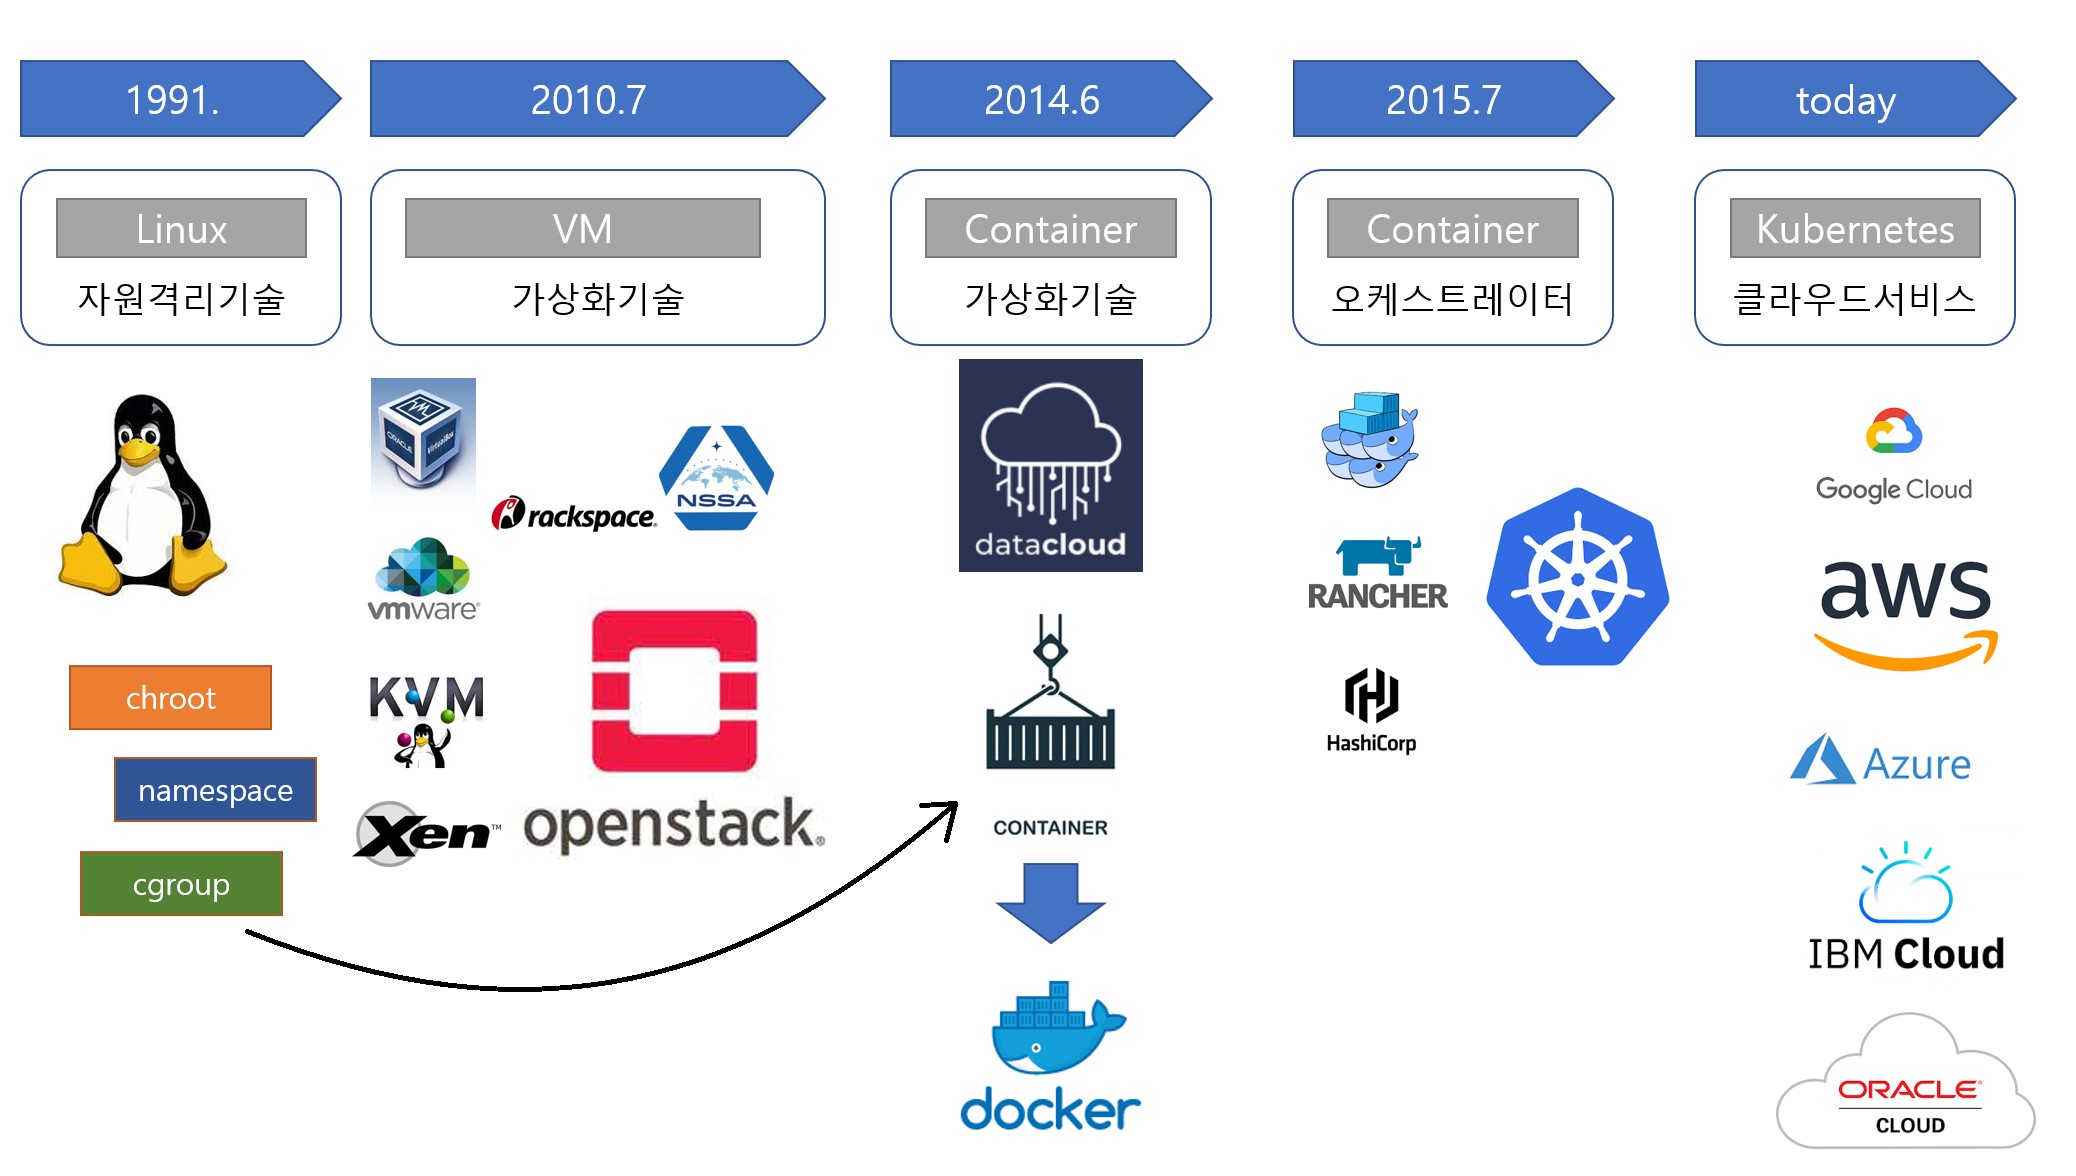 1991.
2010.7
2014.6
2015.7
today
Linux
자원격리기술
VM
가상화기술
Container
가상화기술
Container
오케스트레이터
Kubernetes
클라우드서비스
chroot
namespace
cgroup
ORACLE
VirtualBox
rackspace.
NSSA
vmware®
KVM
Xen™
openstack®
datacloud
CONTAINER
docker
RANCHER
HashiCorp
Google Cloud
aws
Azure
IBM Cloud
ORACLE®
CLOUD